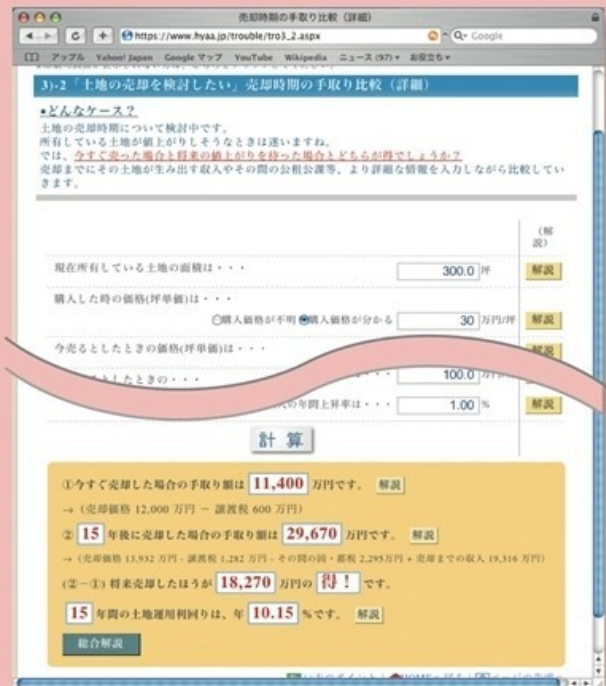 売却時期の手取り比較（詳細）
https://www.hyaa.jp/trouble/tro3_2.aspx
Q- Google
アップル Yahoo! Japan Google マップ YouTube Wikipedia ニュース (97)▼ お役立ち▼
3)-2「土地の売却を検討したい」売却時期の手取り比較（詳細）
●どんなケース？
土地の売却時期について検討中です。
所有している土地が値上がりしそうなときは迷いますね。
では、今すぐ売った場合と将来の値上がりを待った場合とどちらが得でしょうか？
売却までにその土地が生み出す収入やその間の公租公課等、より詳細な情報を入力しながら比較してい
きます。
（解
説）
現在所有している土地の面積は・・・ 300.0 坪 解説
購入した時の価格(坪単価)は・・・
購入価格が不明 購入価格が分かる 30 万円/坪 解説
今売るとしたときの価格(坪単価)は・・・
としたときの・・・ は・・・ 100.0
の年間上昇率は・・・ 1.00 % 解説
計 算
①今すぐ売却した場合の手取り額は 11,400 万円です。 解説
→（売却価格 12,000 万円 － 譲渡税 600 万円）
② 15 年後に売却した場合の手取り額は 29,670 万円です。 解説
→（売却価格 13,932 万円 - 譲渡税 1,282 万円 - その間の固・都税 2,295万円 + 売却までの収入 19,316 万円）
(②－①) 将来売却したほうが 18,270 万円の 得！ です。
15 年間の土地運用利回りは、年 10.15 %です。 解説
総合解説